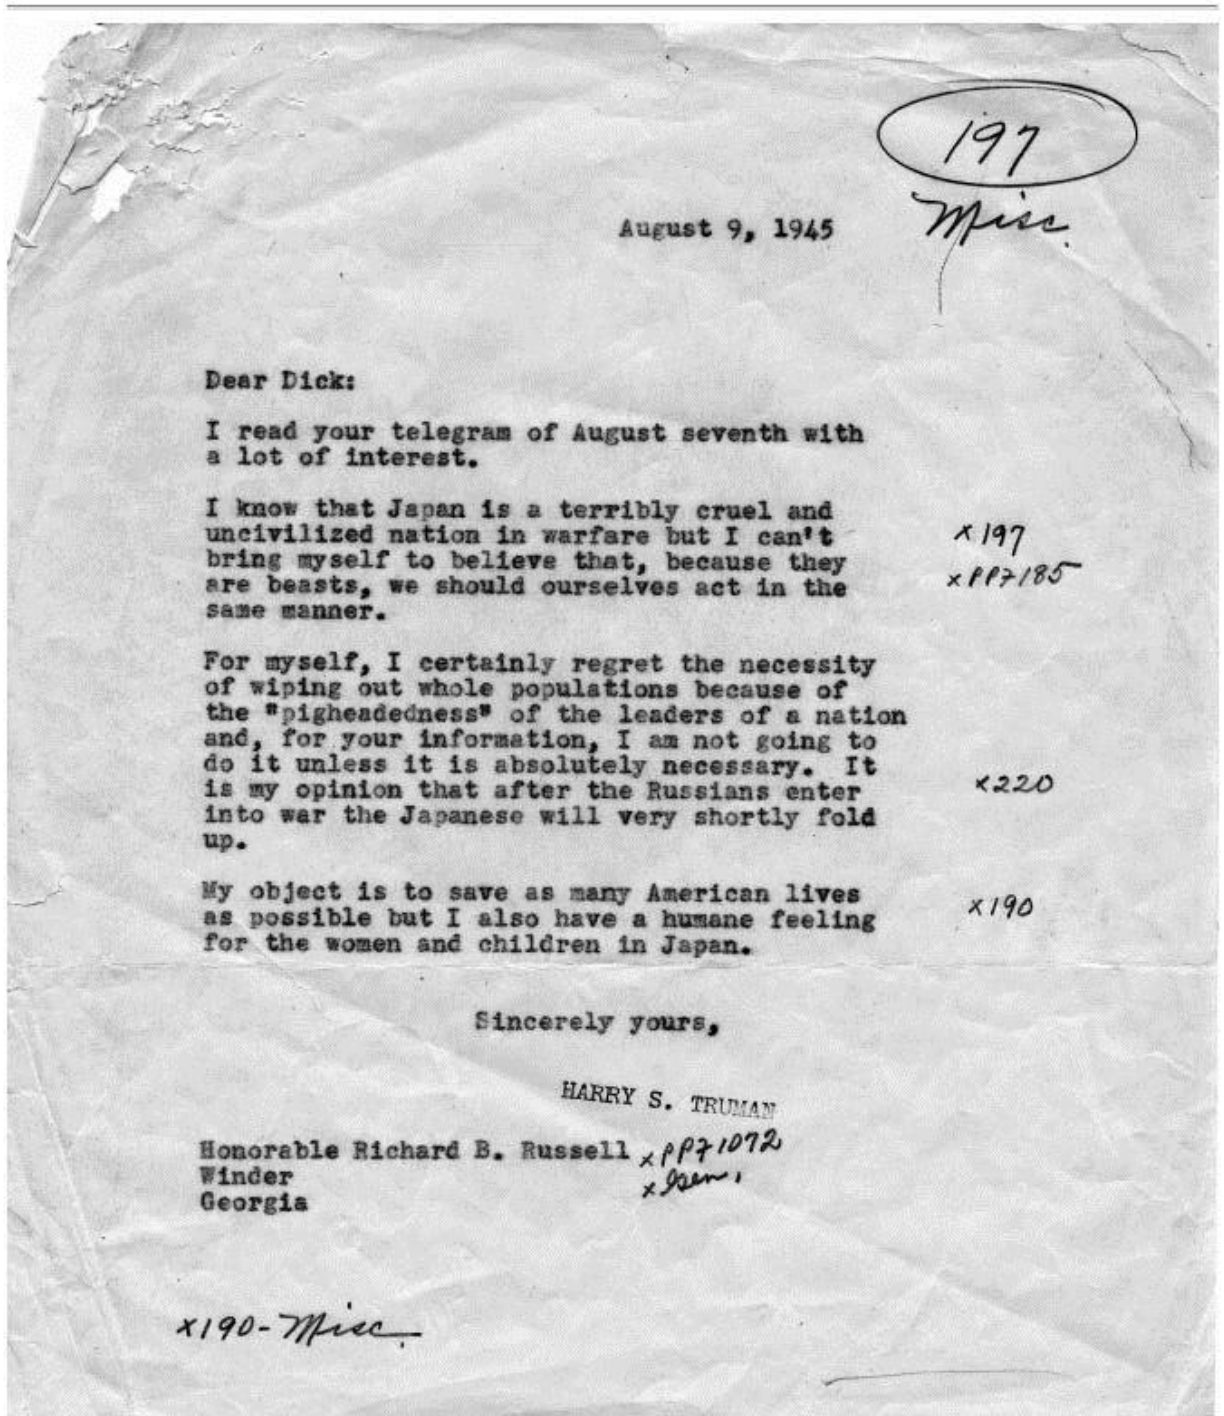 197
Misc.
August 9, 1945
Dear Dick:
I read your telegram of August seventh with
a lot of interest.
I know that Japan is a terribly cruel and
uncivilized nation in warfare but I can't
bring myself to believe that, because they
are beasts, we should ourselves act in the
same manner.
x197
xPPF185
For myself, I certainly regret the necessity
of wiping out whole populations because of
the "pigheadedness" of the leaders of a nation
and, for your information, I am not going to
do it unless it is absolutely necessary. It
is my opinion that after the Russians enter
into war the Japanese will very shortly fold
up.
x220
My object is to save as many American lives
as possible but I also have a humane feeling
for the women and children in Japan.
x190
Sincerely yours,
HARRY S. TRUMAN
Honorable Richard B. Russell xPPF1072
Winder xGen.
Georgia
x190-Misc.